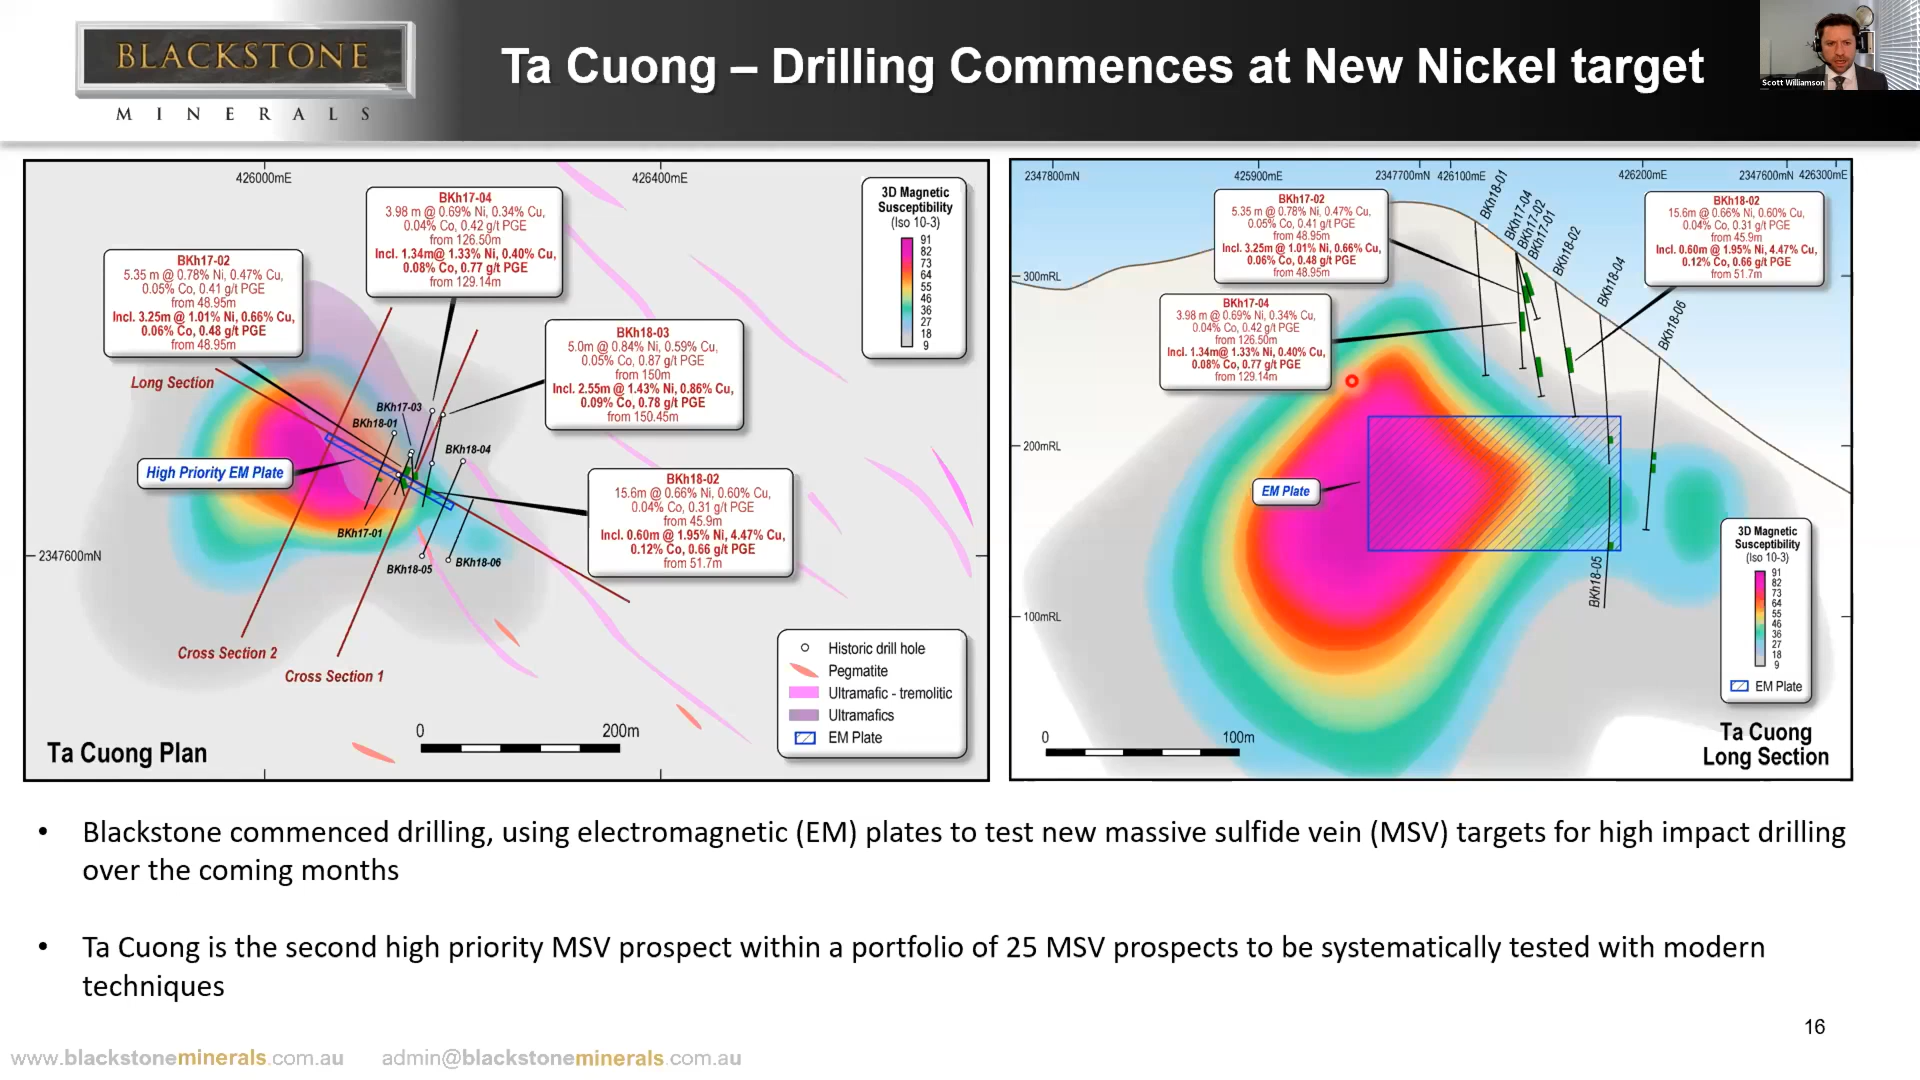 BLACKSTONE
MINERALS
Ta Cuong – Drilling Commences at New Nickel target
Scott Williamson
426000mE
426400mE
BKh17-04
3.98 m @ 0.69% Ni, 0.34% Cu,
0.04% Co, 0.42 g/t PGE
from 126.50m
Incl. 1.34m@ 1.33% Ni, 0.40% Cu,
0.08% Co, 0.77 g/t PGE
from 129.14m
3D Magnetic
Susceptibility
(Iso 10-3)
91
82
73
64
55
46
36
27
18
9
BKh17-02
5.35 m @ 0.78% Ni, 0.47% Cu,
0.05% Co, 0.41 g/t PGE
from 48.95m
Incl. 3.25m @ 1.01% Ni, 0.66% Cu,
0.06% Co, 0.48 g/t PGE
from 48.95m
BKh18-03
5.0m @ 0.84% Ni, 0.59% Cu,
0.05% Co, 0.87 g/t PGE
from 150m
Incl. 2.55m @ 1.43% Ni, 0.86% Cu,
0.09% Co, 0.78 g/t PGE
from 150.45m
Long Section
BKh17-03
BKh18-01
BKh18-04
High Priority EM Plate
BKh18-02
15.6m @ 0.66% Ni, 0.60% Cu,
0.04% Co, 0.31 g/t PGE
from 45.9m
Incl. 0.60m @ 1.95% Ni, 4.47% Cu,
0.12% Co, 0.66 g/t PGE
from 51.7m
BKh17-01
2347600mN
BKh18-05
BKh18-06
Cross Section 2
Cross Section 1
Historic drill hole
Pegmatite
Ultramafic - tremolitic
Ultramafics
EM Plate
0 200m
Ta Cuong Plan
2347800mN
425900mE
2347700mN
426100mE
426200mE
2347600mN
426300mE
BKh18-01
BKh17-04
BKh17-02
BKh17-01
BKh18-02
BKh18-04
BKh18-06
BKh17-02
5.35 m @ 0.78% Ni, 0.47% Cu,
0.05% Co, 0.41 g/t PGE
from 48.95m
Incl. 3.25m @ 1.01% Ni, 0.66% Cu,
0.06% Co, 0.48 g/t PGE
from 48.95m
BKh18-02
15.6m @ 0.66% Ni, 0.60% Cu,
0.04% Co, 0.31 g/t PGE
from 45.9m
Incl. 0.60m @ 1.95% Ni, 4.47% Cu,
0.12% Co, 0.66 g/t PGE
from 51.7m
300mRL
BKh17-04
3.98 m @ 0.69% Ni, 0.34% Cu,
0.04% Co, 0.42 g/t PGE
from 126.50m
Incl. 1.34m@ 1.33% Ni, 0.40% Cu,
0.08% Co, 0.77 g/t PGE
from 129.14m
200mRL
EM Plate
BKh18-05
100mRL
3D Magnetic
Susceptibility
(Iso 10-3)
91
82
73
64
55
46
36
27
18
9
EM Plate
0 100m
Ta Cuong
Long Section
• Blackstone commenced drilling, using electromagnetic (EM) plates to test new massive sulfide vein (MSV) targets for high impact drilling
over the coming months
• Ta Cuong is the second high priority MSV prospect within a portfolio of 25 MSV prospects to be systematically tested with modern
techniques
16
www.blackstoneminerals.com.au admin@blackstoneminerals.com.au